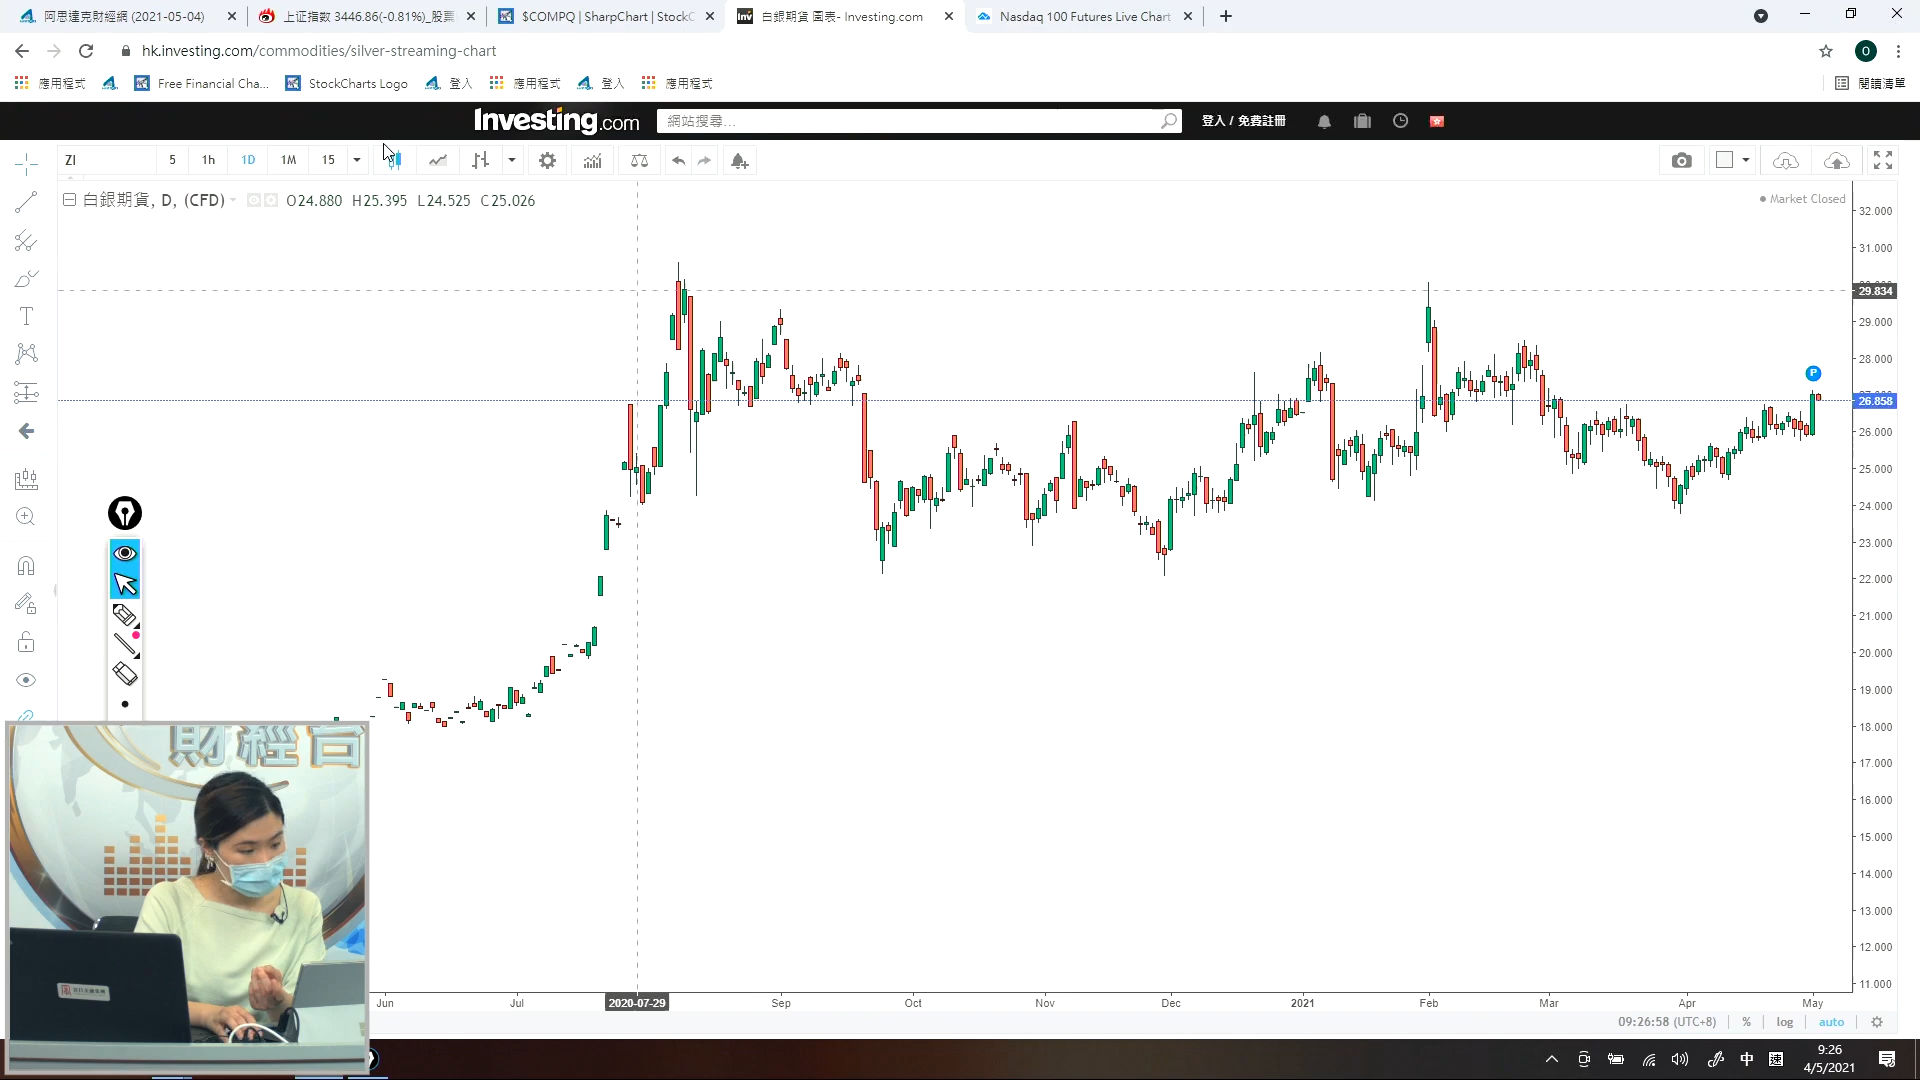 阿思達克財經網 (2021-05-04)
上证指数 3446.86(-0.81%)_股票
$COMPQ | SharpChart | StockC
白銀期貨 圖表- Investing.com
Nasdaq 100 Futures Live Chart
hk.investing.com/commodities/silver-streaming-chart
O
應用程式
Free Financial Cha...
StockCharts Logo
登入
應用程式
登入
應用程式
閱讀清單
Investing.com
網站搜尋...
登入 / 免費註冊
ZI
5
1h
1D
1M
15
白銀期貨, D, (CFD)
O24.880 H25.395 L24.525 C25.026
Market Closed
32.000
31.000
29.834
29.000
28.000
P
26.858
26.000
25.000
24.000
23.000
22.000
21.000
20.000
19.000
18.000
17.000
16.000
15.000
14.000
13.000
12.000
11.000
財經台
Jun
Jul
2020-07-29
Sep
Oct
Nov
Dec
2021
Feb
Mar
Apr
May
09:26:58 (UTC+8)
%
log
auto
中
速
9:26
4/5/2021